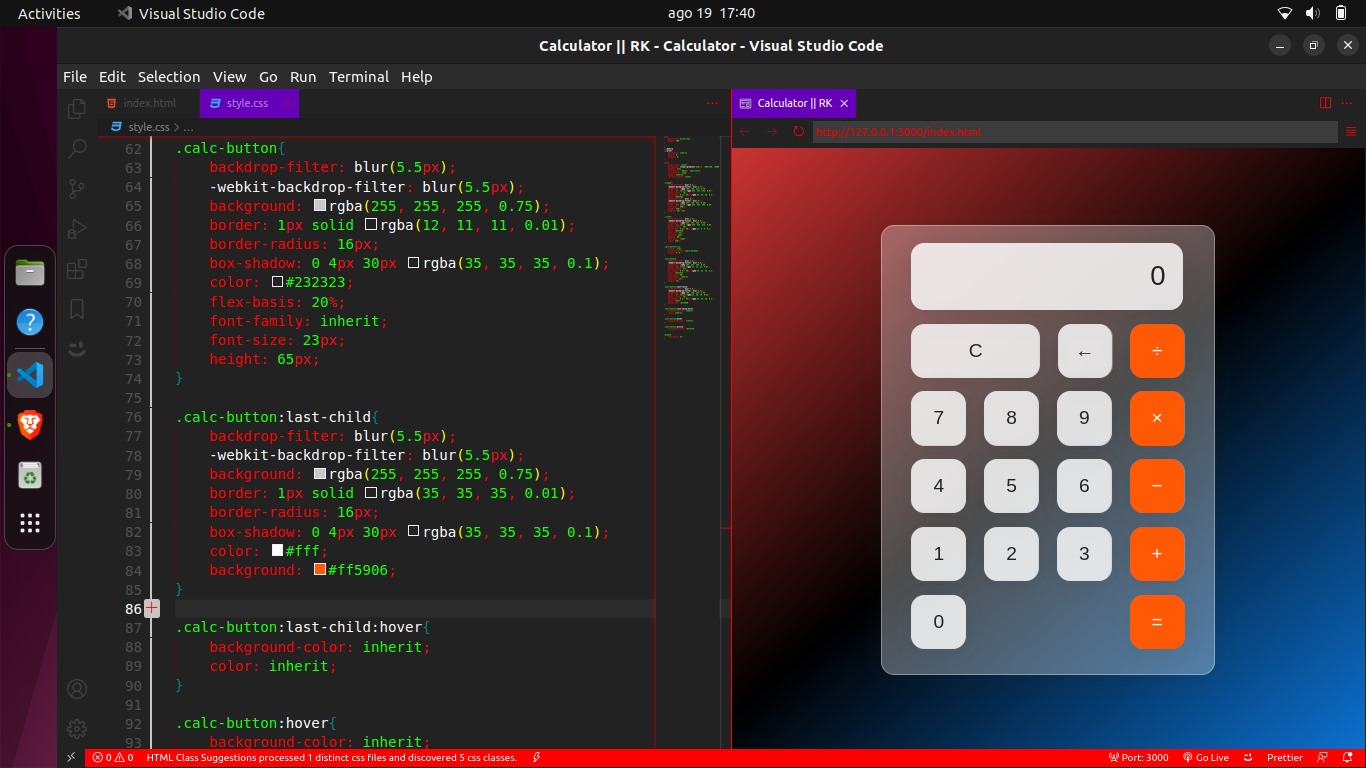 Activities
Visual Studio Code
ago 19 17:40
Calculator || RK - Calculator - Visual Studio Code
File Edit Selection View Go Run Terminal Help
index.html
style.css
...
Calculator || RK
...
style.css > ...
http://127.0.0.1:3000/index.html
62 .calc-button{
63 backdrop-filter: blur(5.5px);
64 -webkit-backdrop-filter: blur(5.5px);
65 background: rgba(255, 255, 255, 0.75);
66 border: 1px solid rgba(12, 11, 11, 0.01);
67 border-radius: 16px;
68 box-shadow: 0 4px 30px rgba(35, 35, 35, 0.1);
69 color: #232323;
70 flex-basis: 20%;
71 font-family: inherit;
72 font-size: 23px;
73 height: 65px;
74 }
75
76 .calc-button:last-child{
77 backdrop-filter: blur(5.5px);
78 -webkit-backdrop-filter: blur(5.5px);
79 background: rgba(255, 255, 255, 0.75);
80 border: 1px solid rgba(35, 35, 35, 0.01);
81 border-radius: 16px;
82 box-shadow: 0 4px 30px rgba(35, 35, 35, 0.1);
83 color: #fff;
84 background: #ff5906;
85 }
86
87 .calc-button:last-child:hover{
88 background-color: inherit;
89 color: inherit;
90 }
91
92 .calc-button:hover{
93 background-color: inherit;
0
C ← ÷
7 8 9 ×
4 5 6 −
1 2 3 +
0 =
0 0 HTML Class Suggestions processed 1 distinct css files and discovered 5 css classes.
Port: 3000 Go Live Prettier